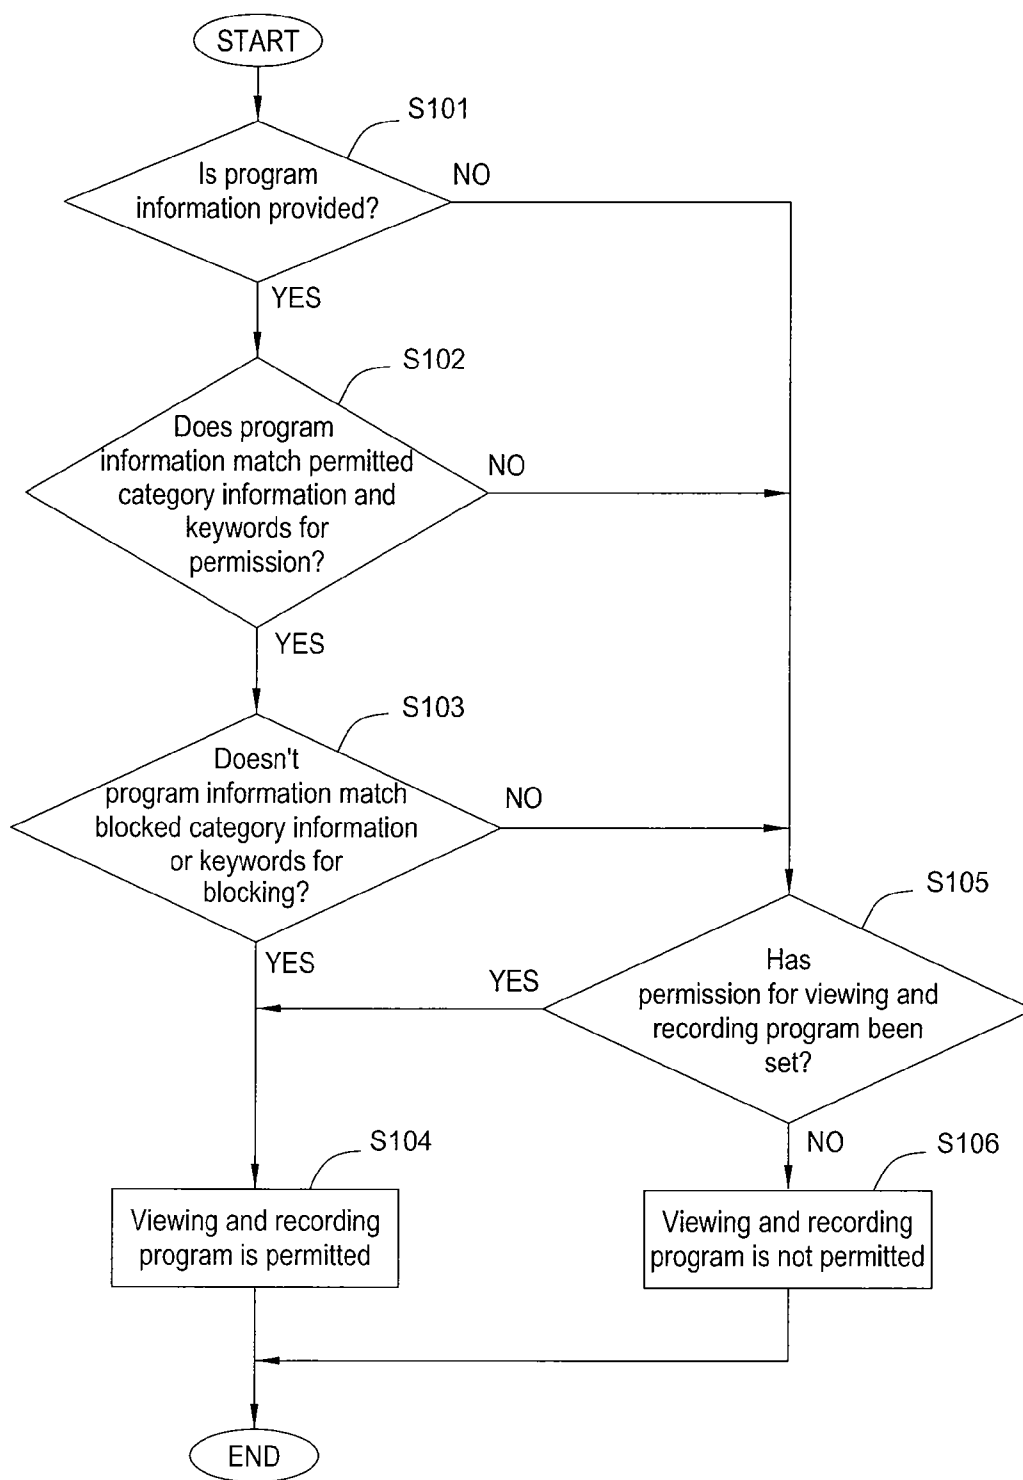 START
S101
Is program
information provided?
NO
YES
S102
Does program
information match permitted
category information and
keywords for
permission?
NO
YES
S103
Doesn't
program information match
blocked category information
or keywords for
blocking?
NO
YES
S105
Has
permission for viewing and
recording program been
set?
YES
NO
S104
Viewing and recording
program is permitted
S106
Viewing and recording
program is not permitted
END